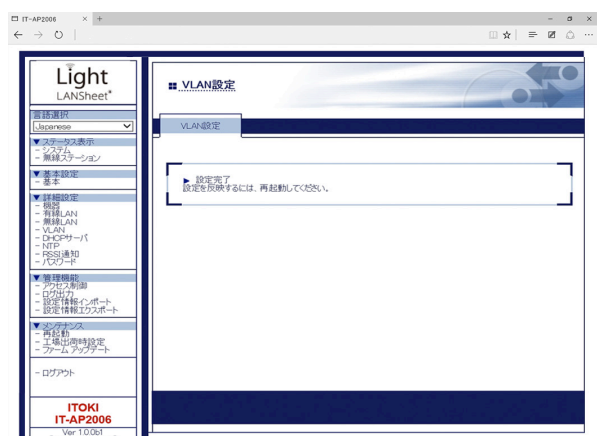 IT-AP2006
Light
LANSheet
言語選択
Japanese
▼ ステータス表示
- システム
- 無線ステーション
▼ 基本設定
- 基本
▼ 詳細設定
- 機器
- 有線LAN
- 無線LAN
- VLAN
- DHCPサーバ
- NTP
- RSSI通知
- パスワード
▼ 管理機能
- アクセス制御
- ログ出力
- 設定情報インポート
- 設定情報エクスポート
▼ メンテナンス
- 再起動
- 工場出荷時設定
- ファーム アップデート
- ログアウト
ITOKI
IT-AP2006
Ver 1.0.0b1
VLAN設定
VLAN設定
▶ 設定完了
設定を反映するには、再起動してください。